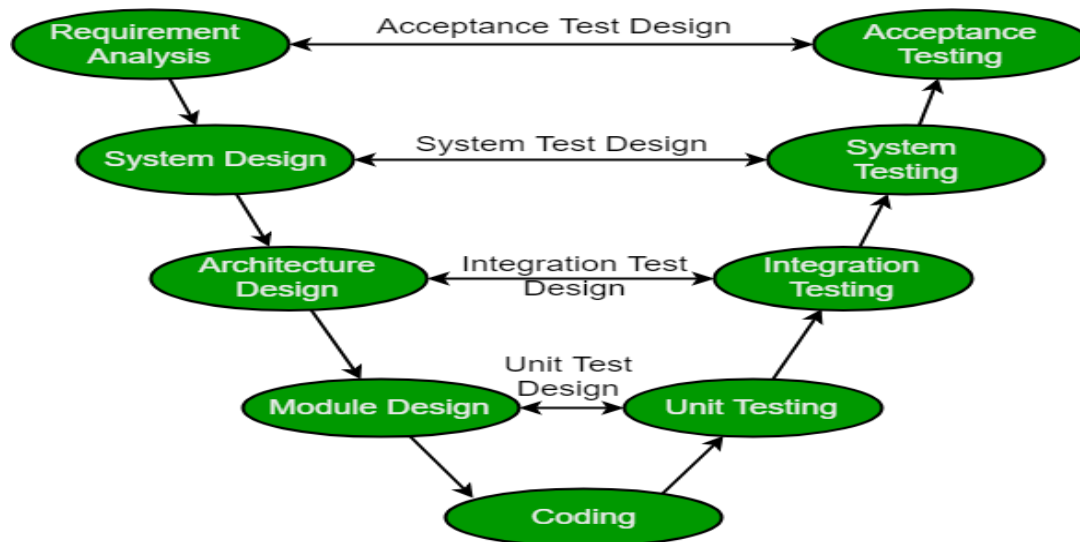 Requirement
Analysis
Acceptance Test Design
Acceptance
Testing
System Design
System Test Design
System
Testing
Architecture
Design
Integration Test
Design
Integration
Testing
Module Design
Unit Test
Design
Unit Testing
Coding